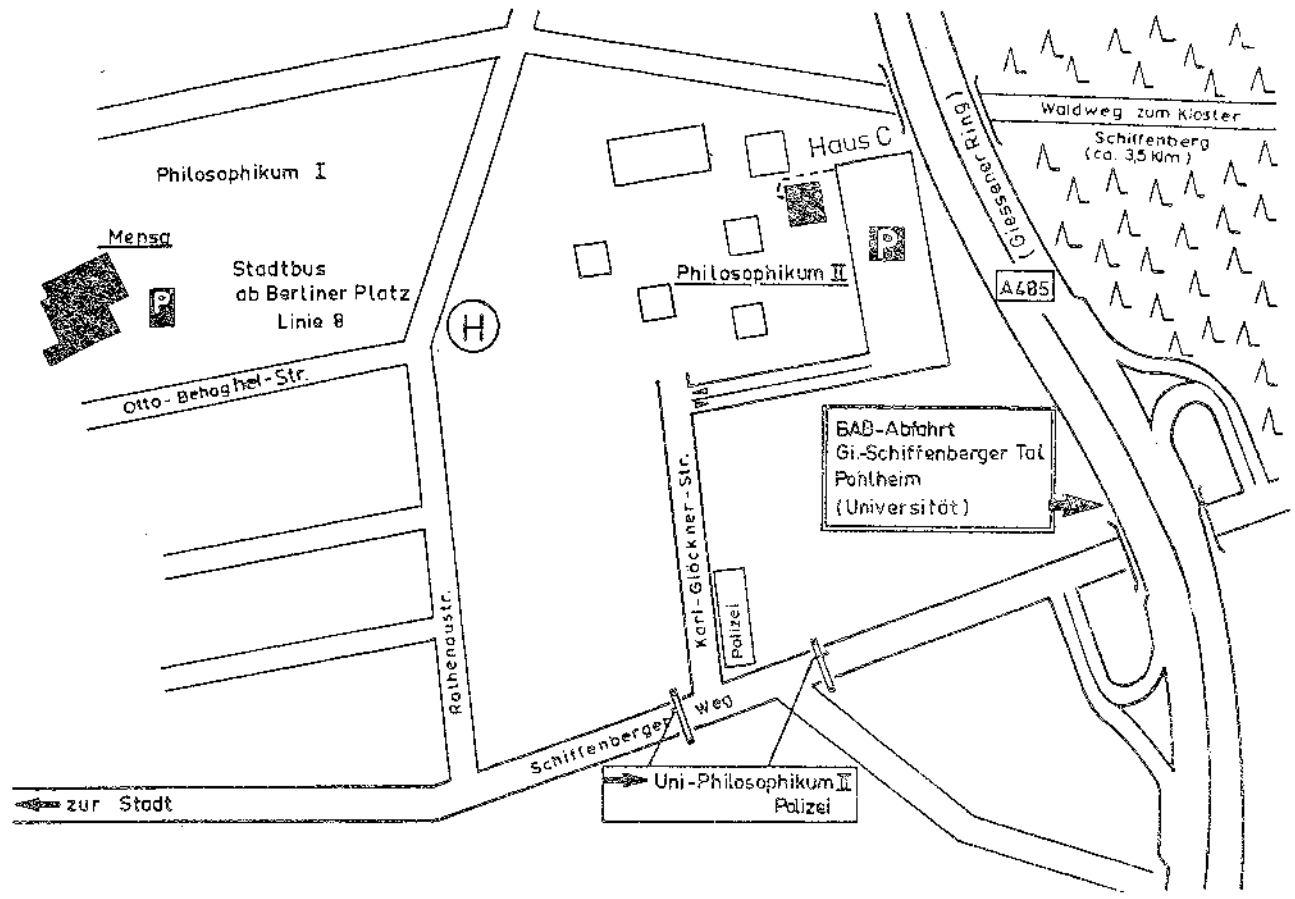 Waldweg zum Kloster
Schiffenberg
(ca. 3,5 Klm)
Haus C
(Giessener Ring)
Philosophikum I
Mensa
P
Stadtbus
ab Berliner Platz
Linie 8
H
Philosophikum II
P
A485
Otto-Behaghel-Str.
BAB-Abfahrt
Gi.-Schiffenberger Tal
Pohlheim
(Universität)
Karl-Glöckner-Str.
Polizei
Rathenaustr.
Schiffenberger Weg
Uni-Philosophikum II
Polizei
zur Stadt